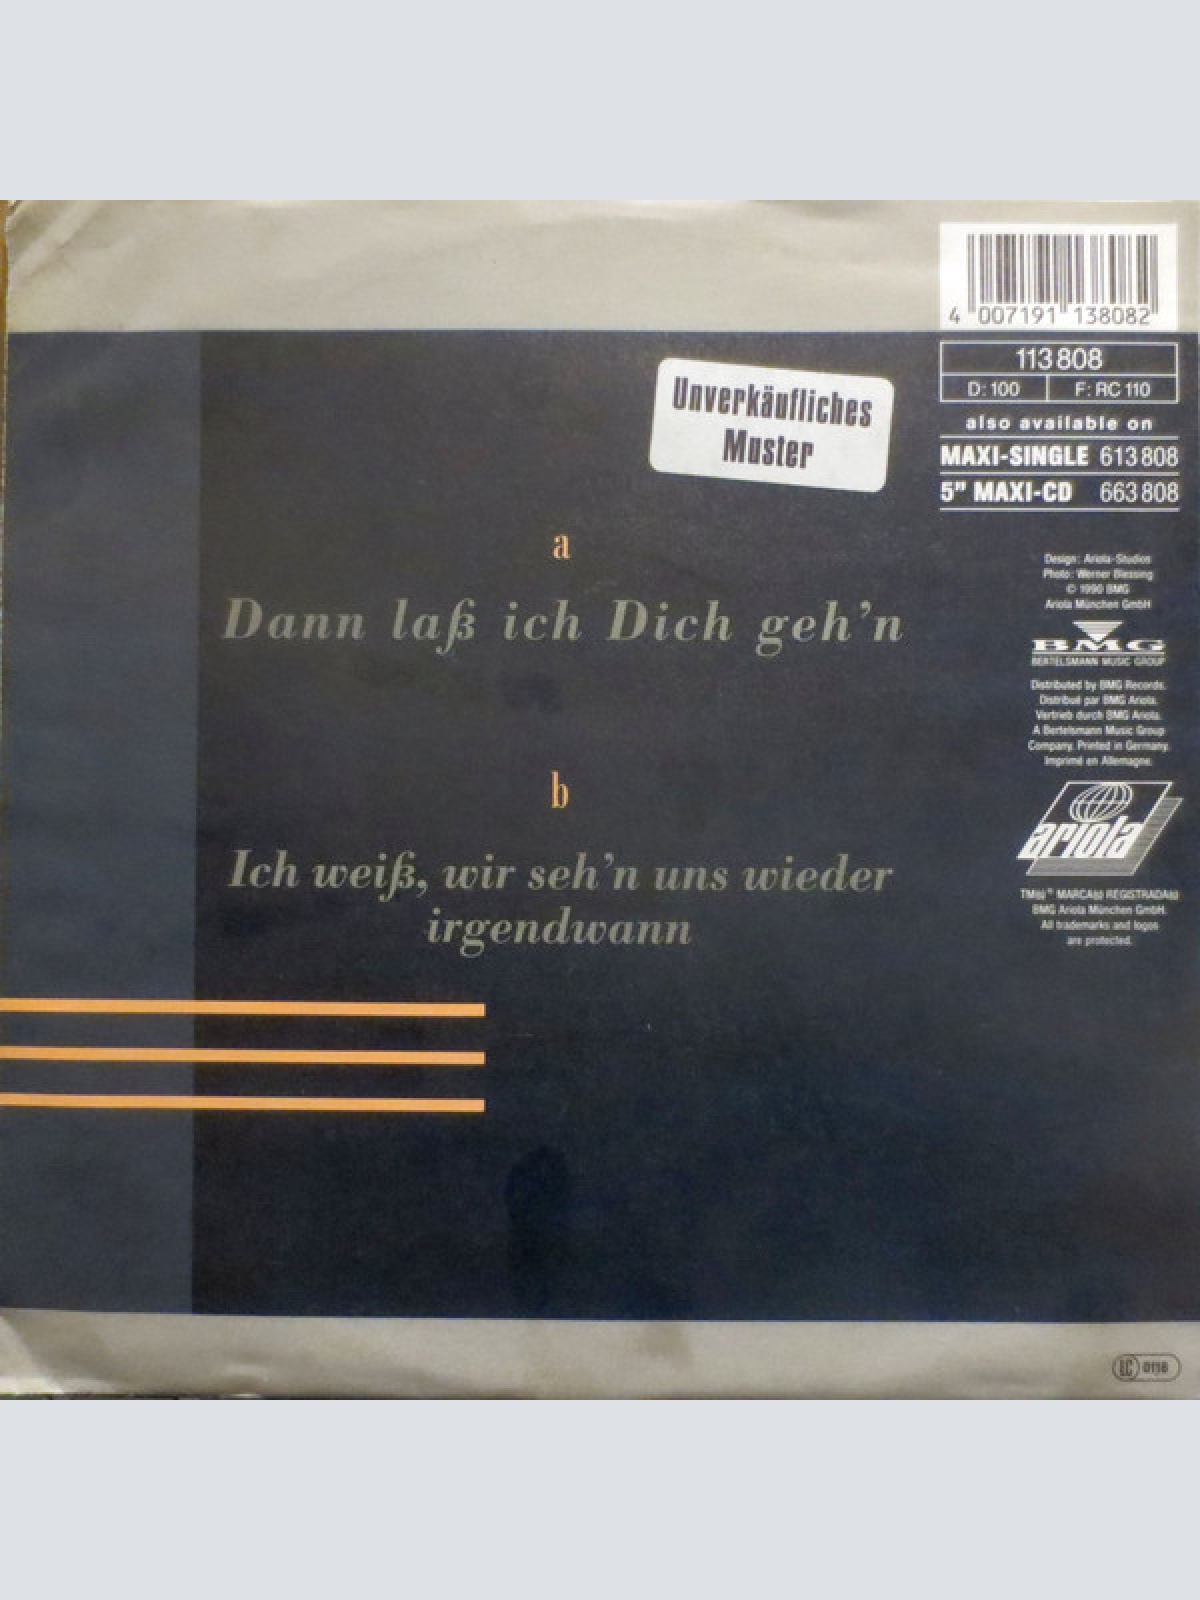 4 007191 138082
113 808
D: 100 F: RC 110
also available on
MAXI-SINGLE 613 808
5” MAXI-CD 663 808
Unverkäufliches
Muster
a
Dann laß ich Dich geh’n
b
Ich weiß, wir seh’n uns wieder
irgendwann
Design: Ariola-Studios
Photo: Werner Blessing
© 1990 BMG
Ariola München GmbH
BMG
BERTELSMANN MUSIC GROUP
Distributed by BMG Records.
Distribué par BMG Ariola.
Vertrieb durch BMG Ariola.
A Bertelsmann Music Group
Company. Printed in Germany.
Imprimé en Allemagne.
ariola
MARCA REGISTRADA
BMG Ariola München GmbH.
All trademarks and logos
are protected.
LC 0116